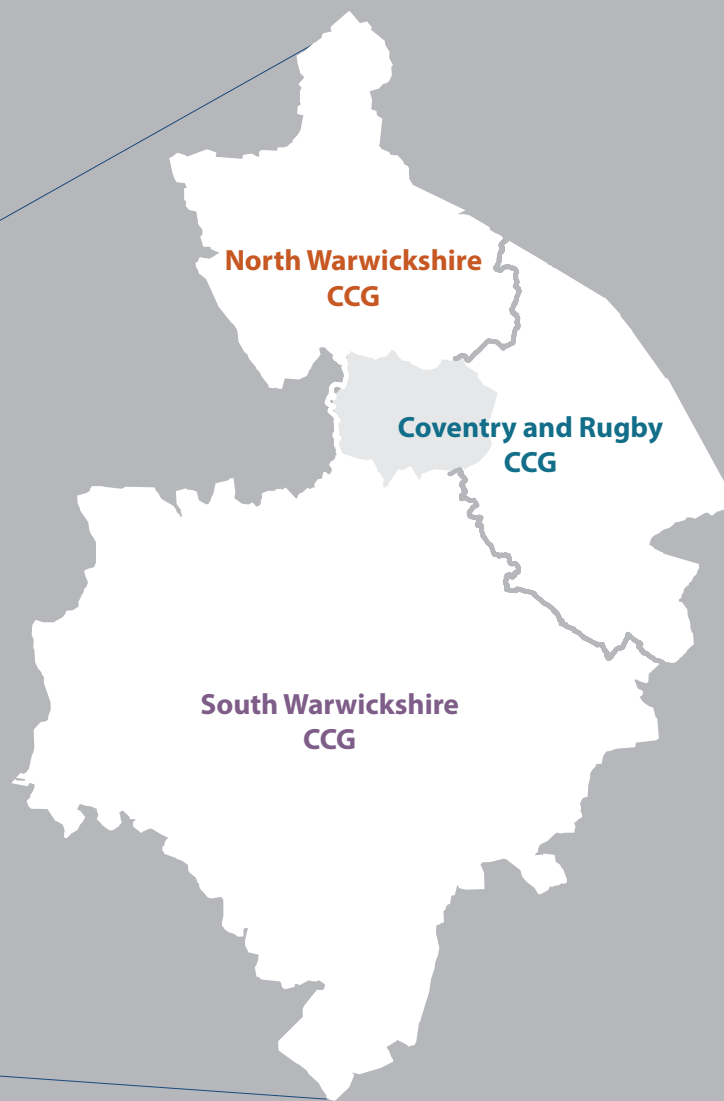 North Warwickshire
CCG
Coventry and Rugby
CCG
South Warwickshire
CCG